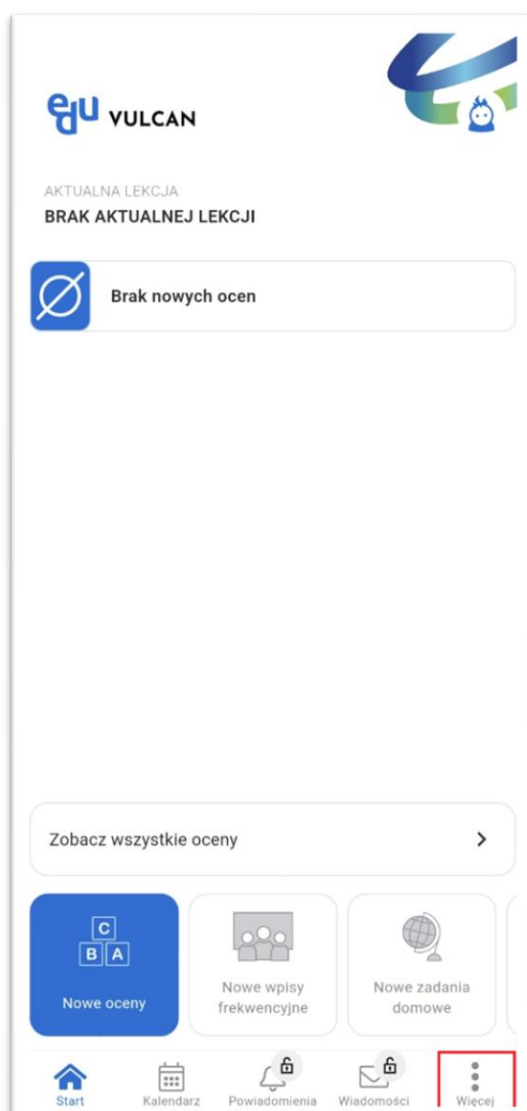 edu VULCAN
AKTUALNA LEKCJA
BRAK AKTUALNEJ LEKCJI
Brak nowych ocen
Zobacz wszystkie oceny
C
B A
Nowe oceny
Nowe wpisy
frekwencyjne
Nowe zadania
domowe
Start
Kalendarz
Powiadomienia
Wiadomości
Więcej